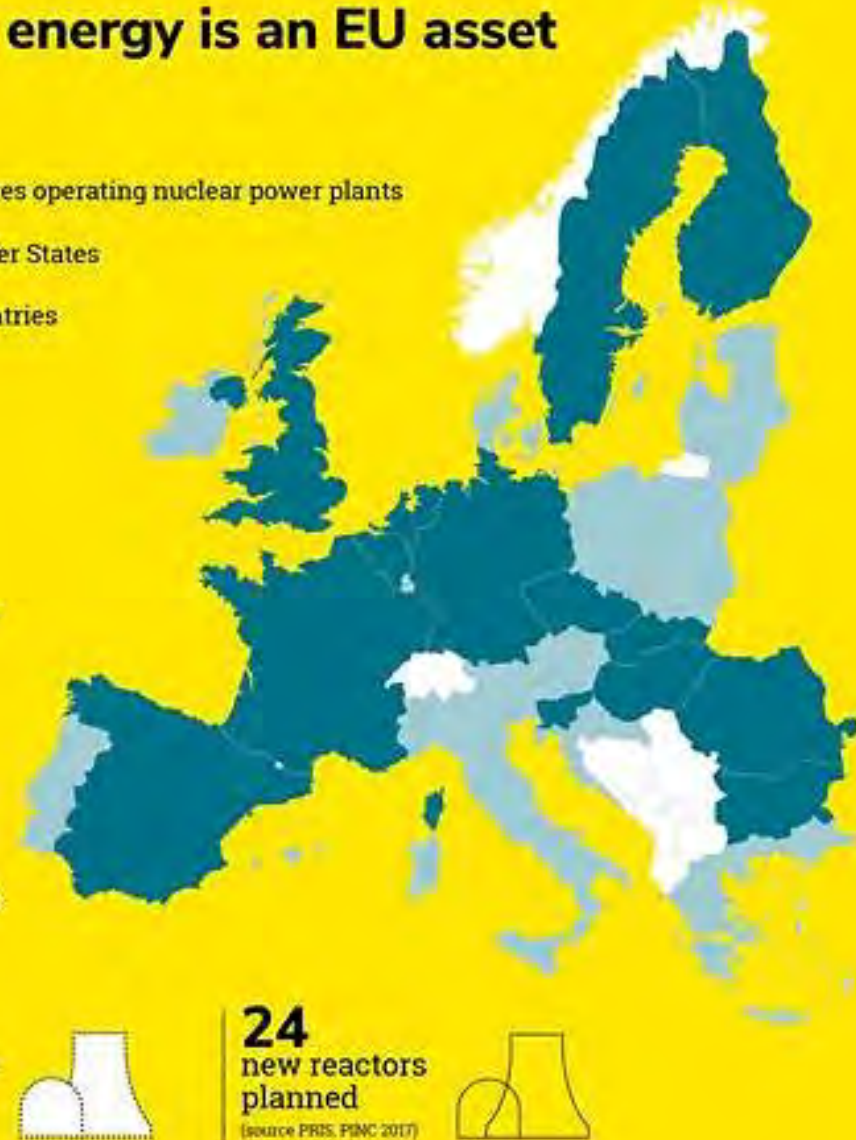 energy is an EU asset
es operating nuclear power plants
er States
ntries
24
new reactors
planned
(source PRIS, PINC 2017)